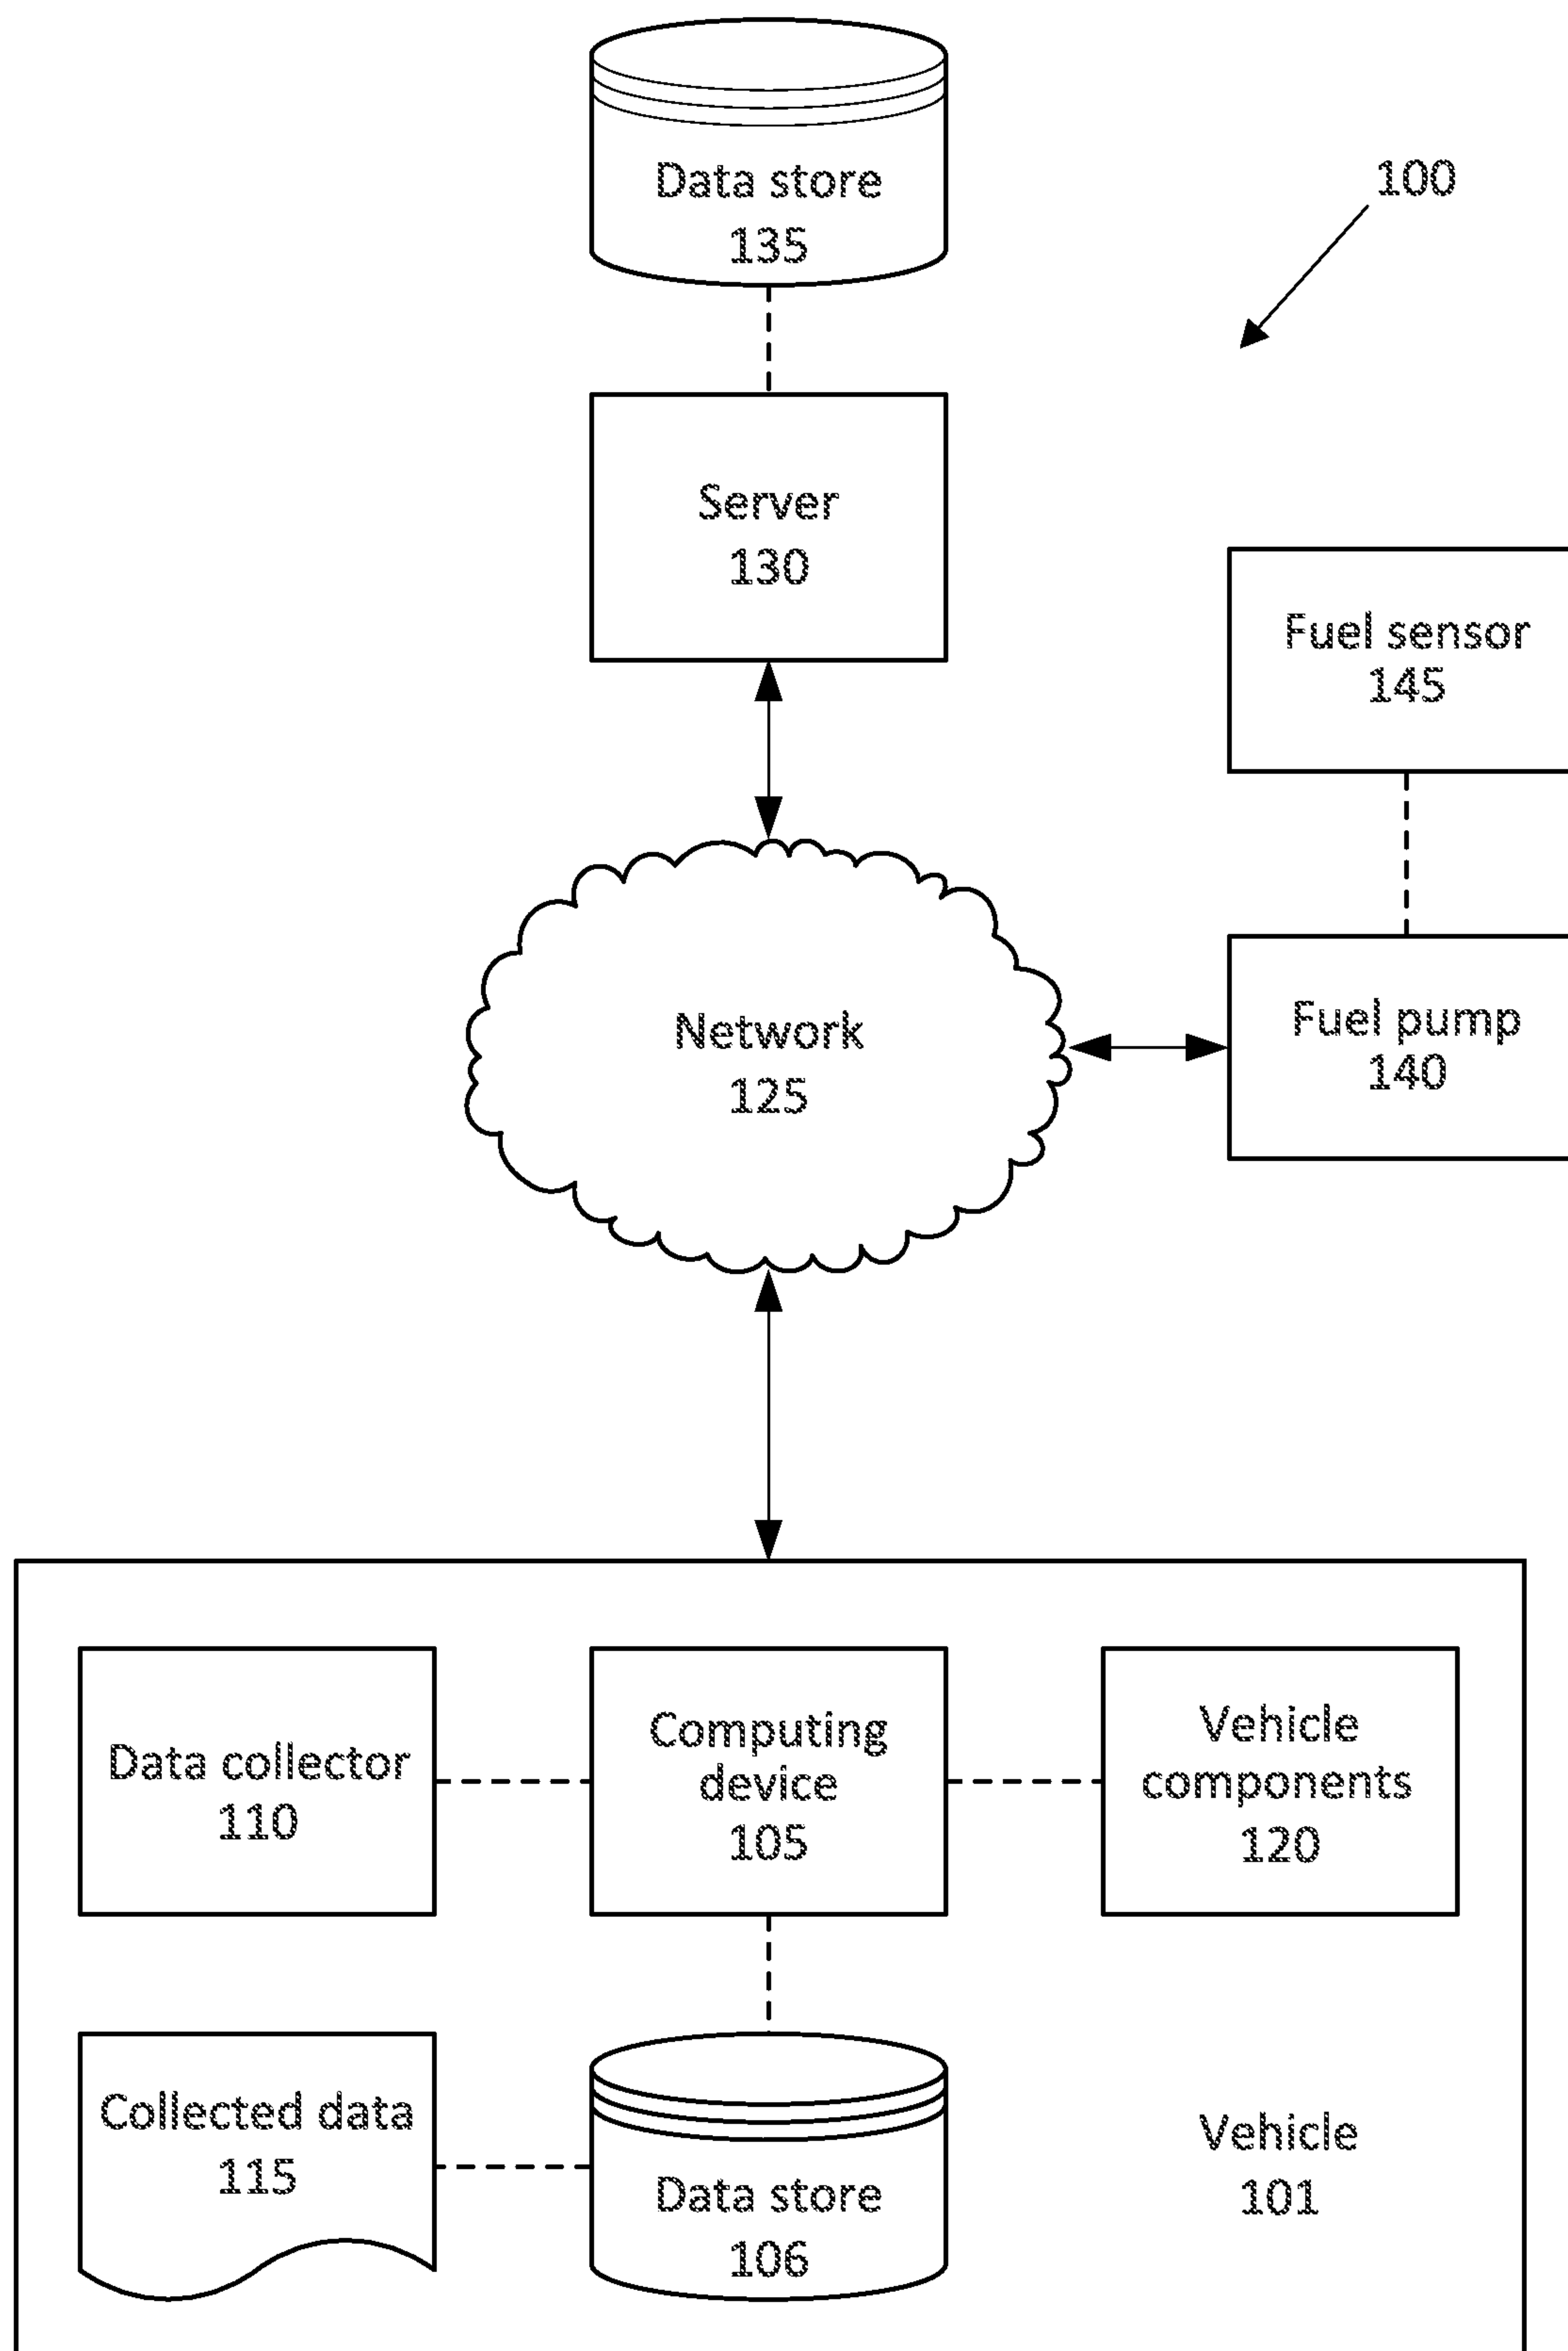 Data store
135
100
Server
130
Fuel sensor
145
Network
125
Fuel pump
140
Data collector
110
Computing
device
105
Vehicle
components
120
Collected data
115
Data store
106
Vehicle
101